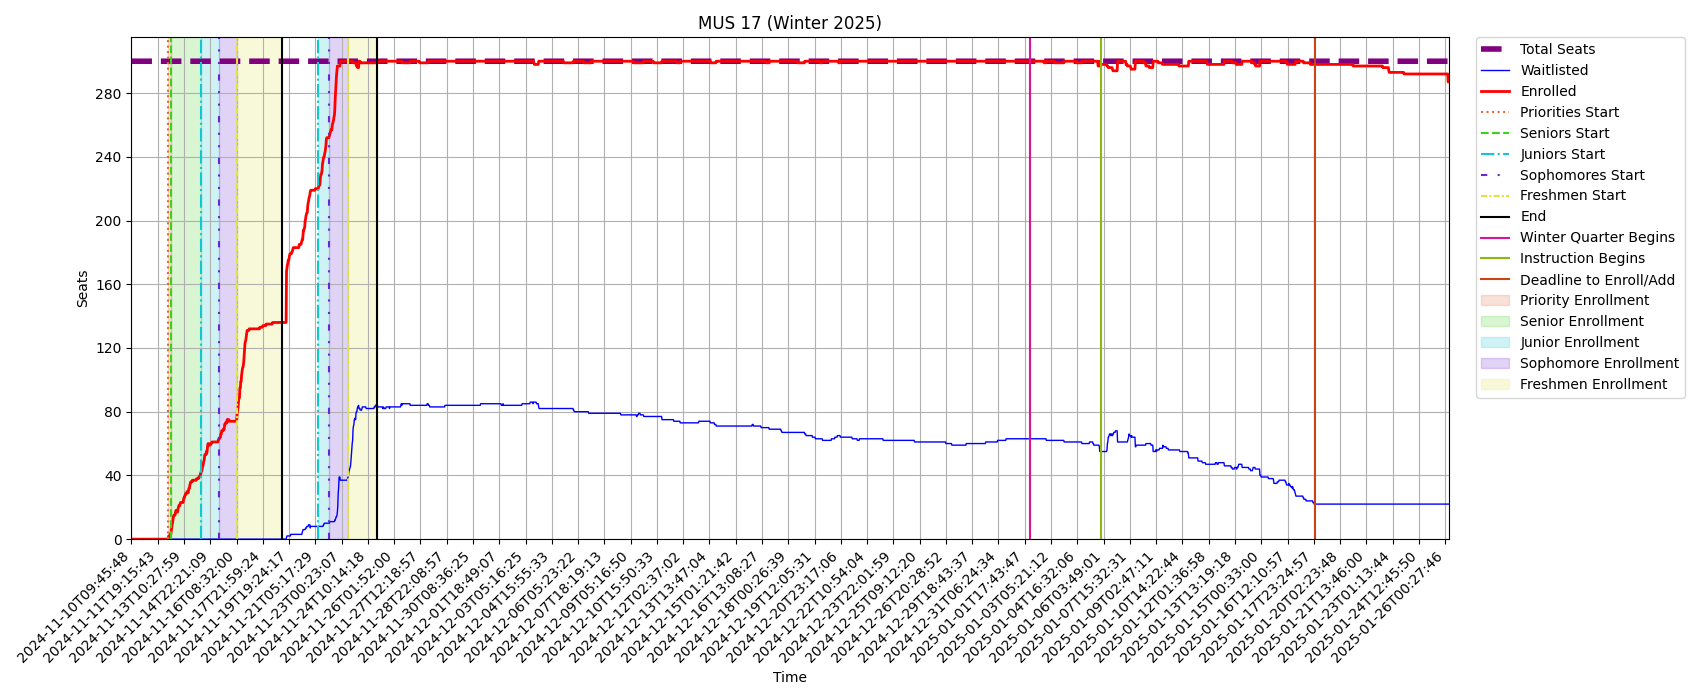 MUS 17 (Winter 2025)
Seats
280
240
200
160
120
80
40
0
2024-11-10T09:45:48
2024-11-11T19:15:43
2024-11-13T10:27:59
2024-11-14T22:21:09
2024-11-16T08:32:00
2024-11-17T21:59:24
2024-11-19T19:24:17
2024-11-21T05:17:29
2024-11-23T00:23:07
2024-11-24T10:14:18
2024-11-26T01:52:00
2024-11-27T12:18:57
2024-11-28T22:08:57
2024-11-30T08:36:25
2024-12-01T18:49:07
2024-12-03T05:16:25
2024-12-04T14:55:33
2024-12-06T05:23:22
2024-12-07T18:19:13
2024-12-09T05:16:50
2024-12-10T15:50:33
2024-12-12T02:37:02
2024-12-13T13:47:04
2024-12-15T01:21:42
2024-12-16T13:08:27
2024-12-18T00:26:39
2024-12-19T12:05:31
2024-12-20T23:17:06
2024-12-22T10:54:04
2024-12-23T22:01:59
2024-12-25T09:12:20
2024-12-26T20:28:52
2024-12-29T18:43:37
2024-12-31T06:24:34
2025-01-01T17:43:47
2025-01-03T05:21:12
2025-01-04T16:32:06
2025-01-06T03:49:01
2025-01-07T15:32:31
2025-01-09T02:47:11
2025-01-10T14:22:44
2025-01-12T01:36:58
2025-01-13T13:19:18
2025-01-15T00:33:00
2025-01-16T12:10:57
2025-01-17T23:24:57
2025-01-20T02:23:48
2025-01-21T13:46:00
2025-01-23T01:13:44
2025-01-24T12:45:50
2025-01-26T00:27:46
Time
Total Seats
Waitlisted
Enrolled
Priorities Start
Seniors Start
Juniors Start
Sophomores Start
Freshmen Start
End
Winter Quarter Begins
Instruction Begins
Deadline to Enroll/Add
Priority Enrollment
Senior Enrollment
Junior Enrollment
Sophomore Enrollment
Freshmen Enrollment